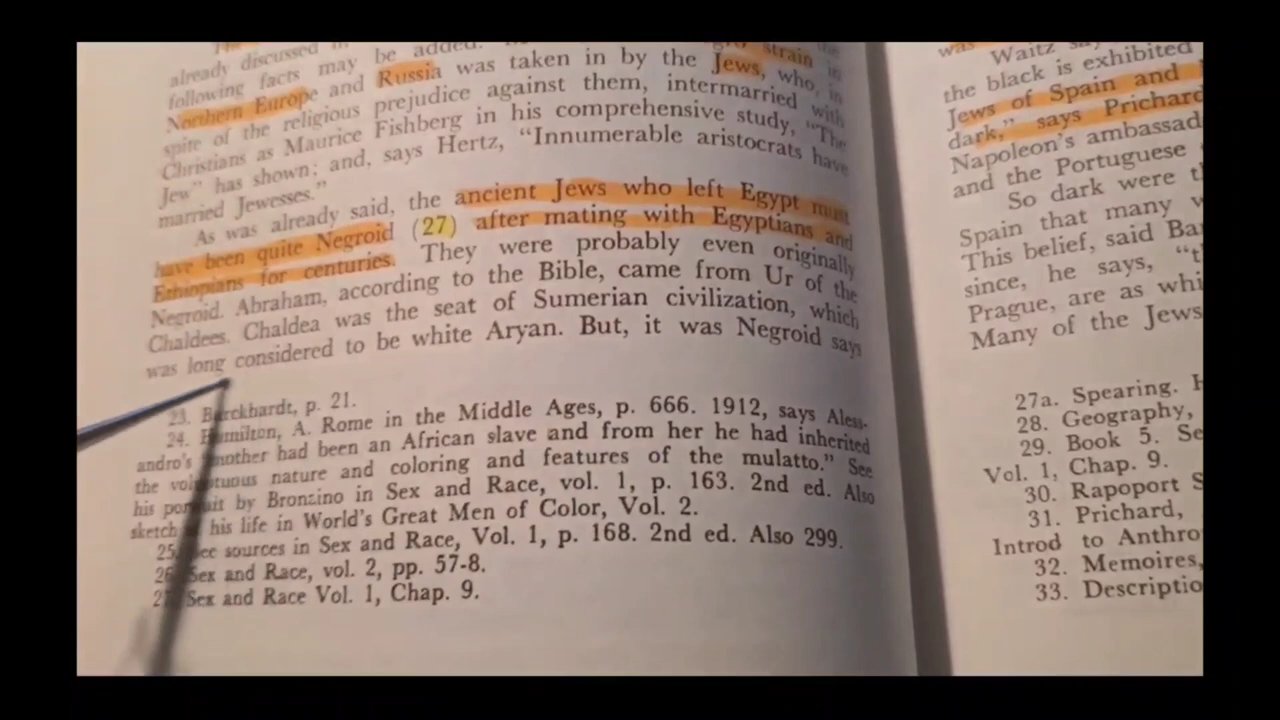 already discussed
following facts may be added. strain in
Northern Europe and Russia was taken in by the Jews, who, in
spite of the religious prejudice against them, intermarried with
Christians as Maurice Fishberg in his comprehensive study, "The
Jew" has shown; and, says Hertz, "Innumerable aristocrats have
married Jewesses."
As was already said, the ancient Jews who left Egypt must
have been quite Negroid (27) after mating with Egyptians and
Ethiopians for centuries. They were probably even originally
Negroid. Abraham, according to the Bible, came from Ur of the
Chaldees. Chaldea was the seat of Sumerian civilization, which
was long considered to be white Aryan. But, it was Negroid says
23. Burckhardt, p. 21.
24. Hamilton, A. Rome in the Middle Ages, p. 666. 1912, says Aless-
andro's mother had been an African slave and from her he had inherited
the voluptuous nature and coloring and features of the mulatto." See
his portrait by Bronzino in Sex and Race, vol. 1, p. 163. 2nd ed. Also
sketch his life in World's Great Men of Color, Vol. 2.
25. See sources in Sex and Race, Vol. 1, p. 168. 2nd ed. Also 299.
26 Sex and Race, vol. 2, pp. 57-8.
27 Sex and Race Vol. 1, Chap. 9.
was
Waitz
the black is exhibited
Jews of Spain and
dark," says Prichard
Napoleon's ambassad
and the Portuguese
So dark were
Spain that many
This belief, said Ba
since, he says, "t
Prague, are as whi
Many of the Jews
27a. Spearing. H
28. Geography,
29. Book 5. Se
Vol. 1, Chap. 9.
30. Rapoport S
31. Prichard,
Introd to Anthro
32. Memoires,
33. Descriptio